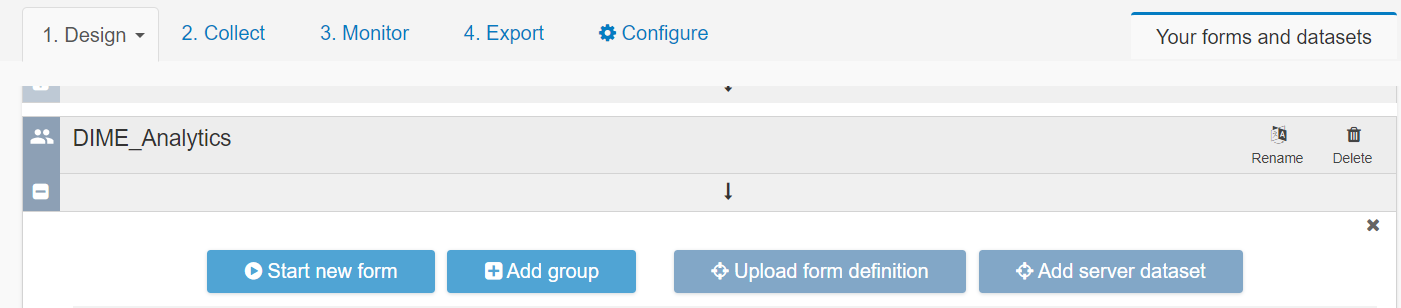 1. Design 2. Collect 3. Monitor 4. Export Configure Your forms and datasets
DIME_Analytics
Rename Delete
Start new form Add group Upload form definition Add server dataset